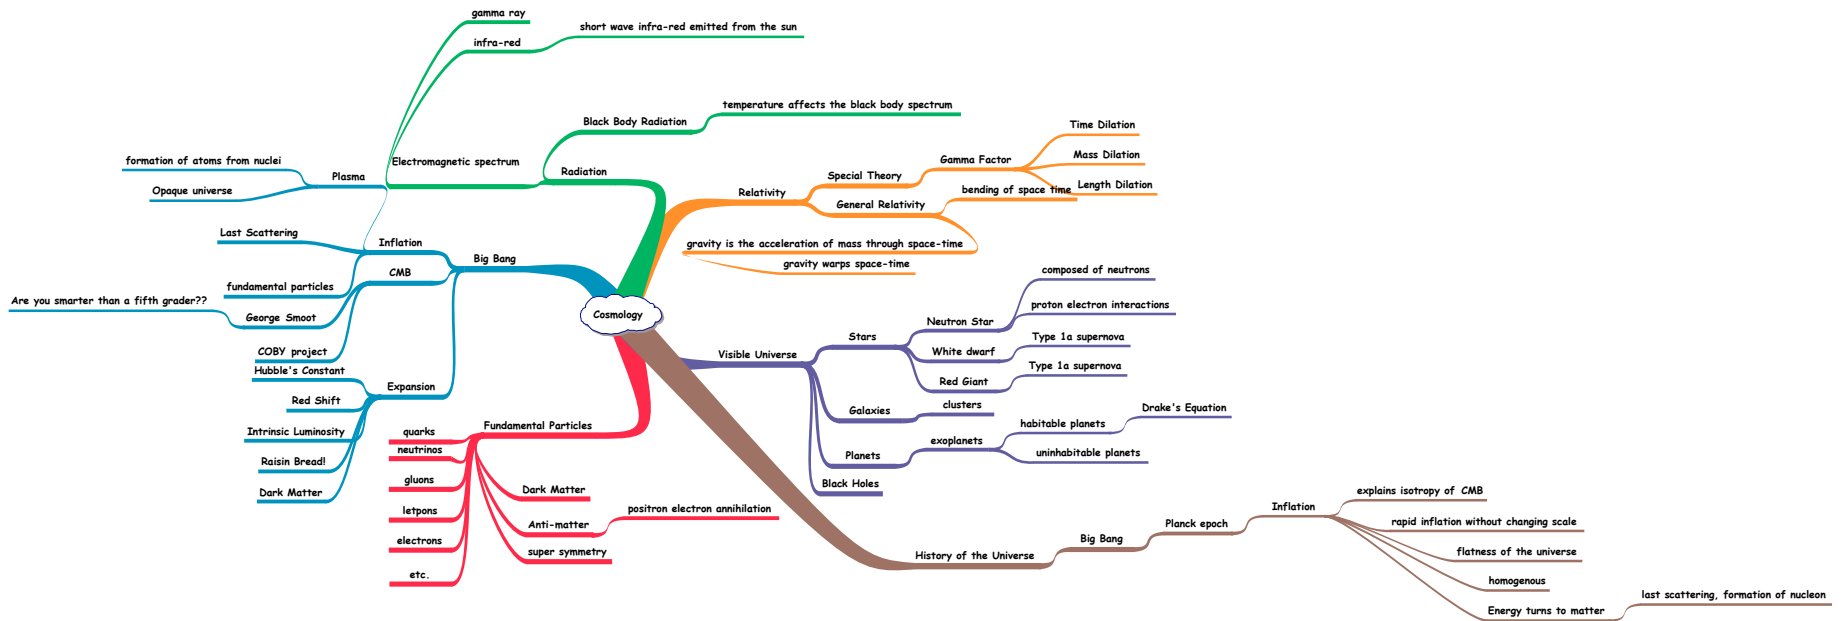 gamma ray
infra-red
short wave infra-red emitted from the sun
Black Body Radiation
temperature affects the black body spectrum
Electromagnetic spectrum
Radiation
formation of atoms from nuclei
Plasma
Opaque universe
Last Scattering
Inflation
Big Bang
CMB
fundamental particles
Are you smarter than a fifth grader??
George Smoot
COBY project
Hubble's Constant
Expansion
Red Shift
Intrinsic Luminosity
Raisin Bread!
Dark Matter
Cosmology
Relativity
Special Theory
Gamma Factor
Time Dilation
Mass Dilation
Length Dilation
General Relativity
bending of space time
gravity is the acceleration of mass through space-time
gravity warps space-time
Visible Universe
Stars
Neutron Star
composed of neutrons
proton electron interactions
White dwarf
Type 1a supernova
Red Giant
Type 1a supernova
Galaxies
clusters
Planets
exoplanets
habitable planets
Drake's Equation
uninhabitable planets
Black Holes
Fundamental Particles
quarks
neutrinos
gluons
letpons
electrons
etc.
Dark Matter
Anti-matter
positron electron annihilation
super symmetry
History of the Universe
Big Bang
Planck epoch
Inflation
explains isotropy of CMB
rapid inflation without changing scale
flatness of the universe
homogenous
Energy turns to matter
last scattering, formation of nucleon